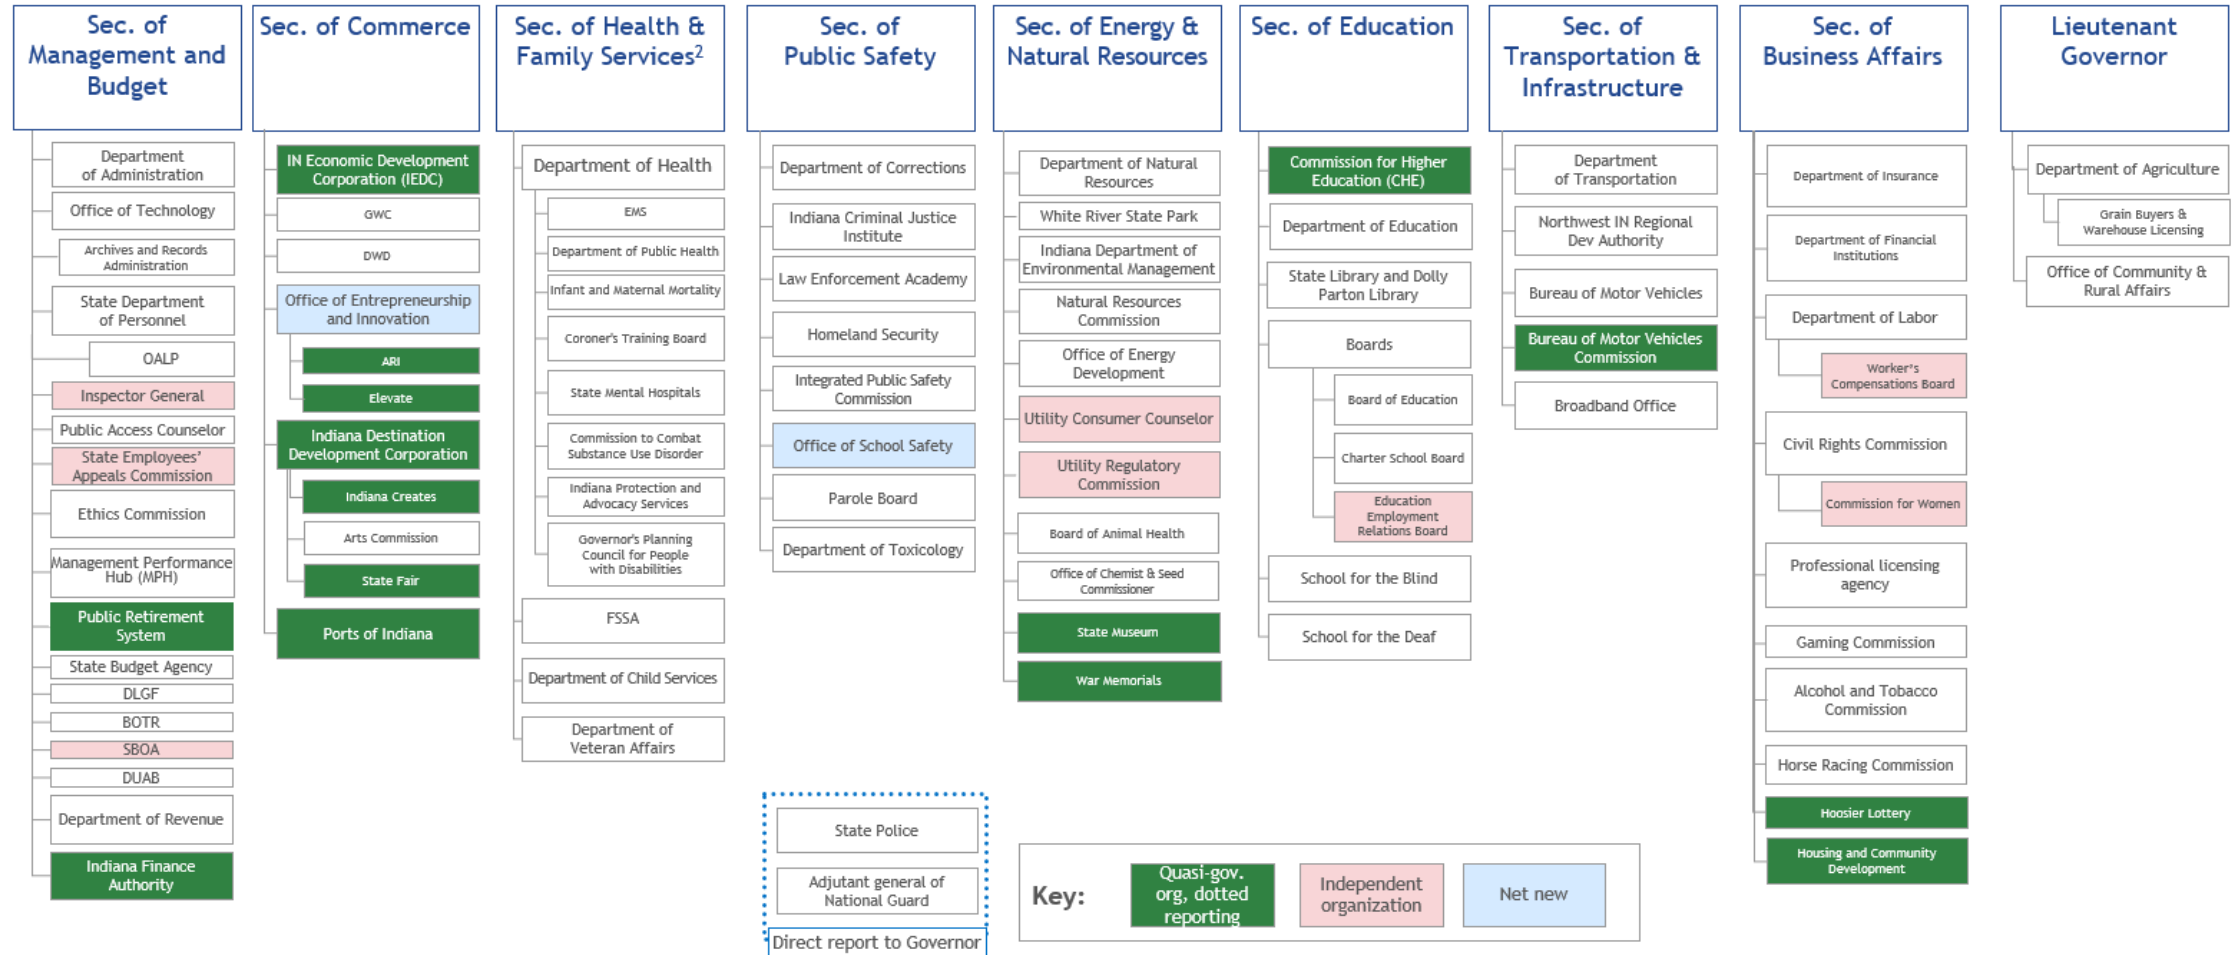 Sec. of
Management and
Budget
Department
of Administration
Office of Technology
Archives and Records
Administration
State Department
of Personnel
OALP
Inspector General
Public Access Counselor
State Employees’
Appeals Commission
Ethics Commission
Management Performance
Hub (MPH)
Public Retirement
System
State Budget Agency
DLGF
BOTR
SBOA
DUAB
Department of Revenue
Indiana Finance
Authority
Sec. of Commerce
IN Economic Development
Corporation (IEDC)
GWC
DWD
Office of Entrepreneurship
and Innovation
ARI
Elevate
Indiana Destination
Development Corporation
Indiana Creates
Arts Commission
State Fair
Ports of Indiana
Sec. of Health &
Family Services²
Department of Health
EMS
Department of Public Health
Infant and Maternal Mortality
Coroner's Training Board
State Mental Hospitals
Commission to Combat
Substance Use Disorder
Indiana Protection and
Advocacy Services
Governor's Planning
Council for People
with Disabilities
FSSA
Department of Child Services
Department of
Veteran Affairs
Sec. of
Public Safety
Department of Corrections
Indiana Criminal Justice
Institute
Law Enforcement Academy
Homeland Security
Integrated Public Safety
Commission
Office of School Safety
Parole Board
Department of Toxicology
State Police
Adjutant general of
National Guard
Direct report to Governor
Sec. of Energy &
Natural Resources
Department of Natural
Resources
White River State Park
Indiana Department of
Environmental Management
Natural Resources
Commission
Office of Energy
Development
Utility Consumer Counselor
Utility Regulatory
Commission
Board of Animal Health
Office of Chemist & Seed
Commissioner
State Museum
War Memorials
Sec. of Education
Commission for Higher
Education (CHE)
Department of Education
State Library and Dolly
Parton Library
Boards
Board of Education
Charter School Board
Education
Employment
Relations Board
School for the Blind
School for the Deaf
Sec. of
Transportation &
Infrastructure
Department
of Transportation
Northwest IN Regional
Dev Authority
Bureau of Motor Vehicles
Bureau of Motor Vehicles
Commission
Broadband Office
Sec. of
Business Affairs
Department of Insurance
Department of Financial
Institutions
Department of Labor
Worker's
Compensations Board
Civil Rights Commission
Commission for Women
Professional licensing
agency
Gaming Commission
Alcohol and Tobacco
Commission
Horse Racing Commission
Hoosier Lottery
Housing and Community
Development
Lieutenant
Governor
Department of Agriculture
Grain Buyers &
Warehouse Licensing
Office of Community &
Rural Affairs
Key:
Quasi-gov.
org, dotted
reporting
Independent
organization
Net new